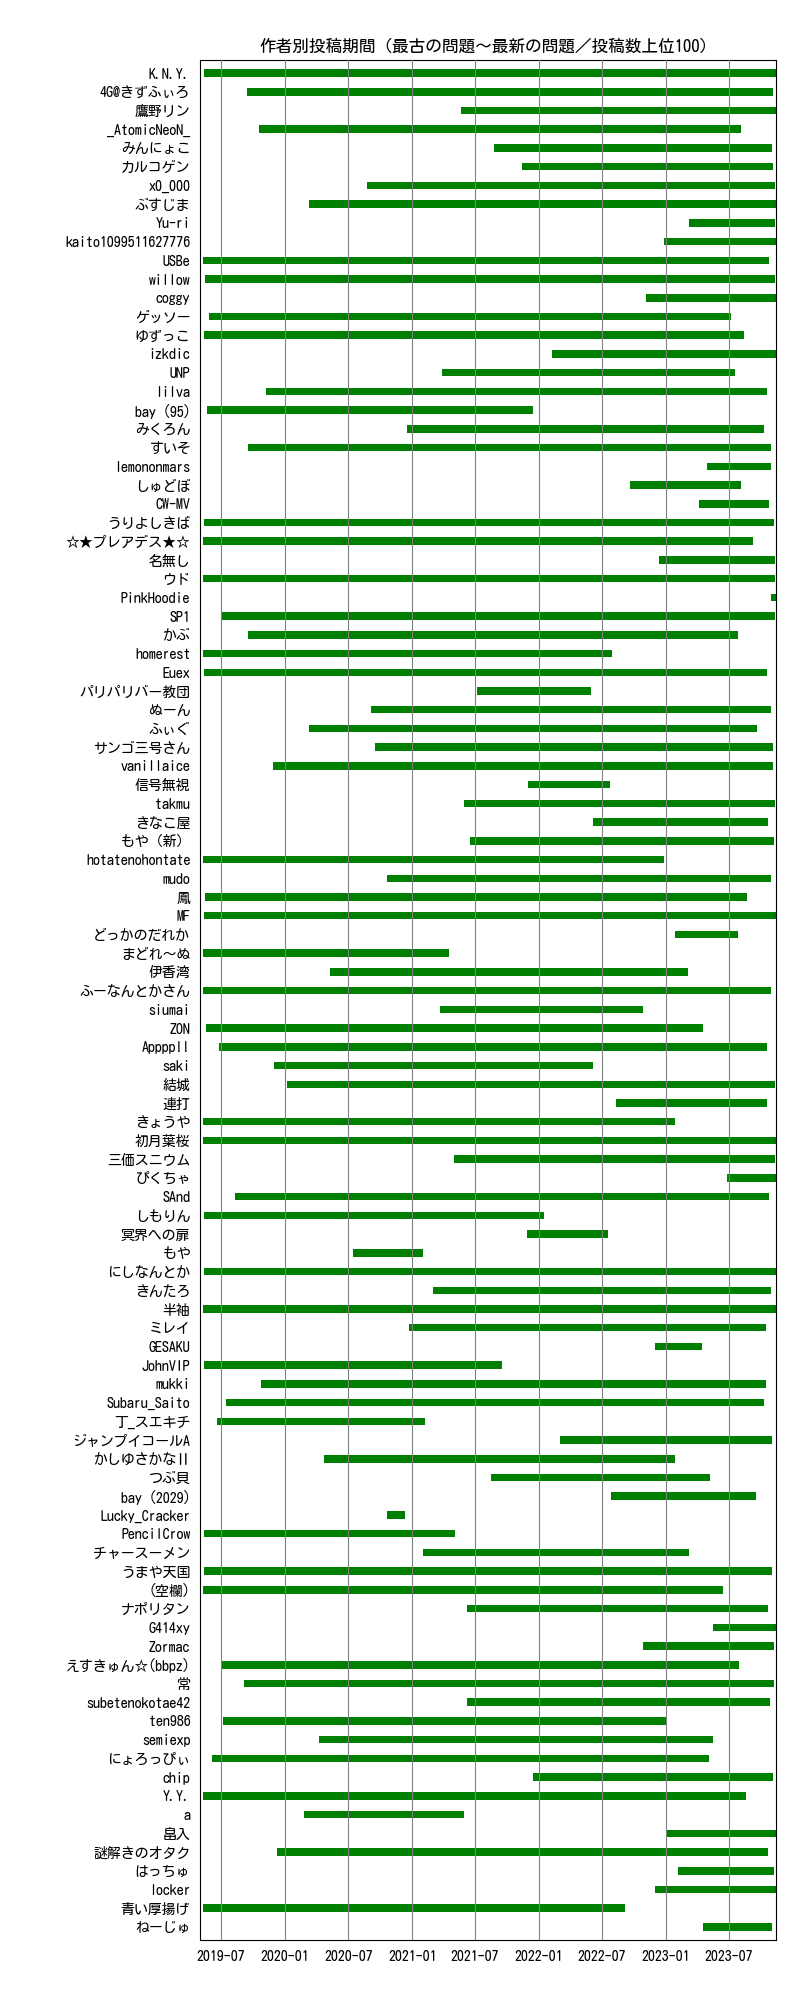 作者別投稿期間（最古の問題～最新の問題／投稿数上位100）
K.N.Y.
4G@きずふぃろ
鷹野リン
_AtomicNeoN_
みんにょこ
カルコゲン
x0_000
ぶすじま
Yu-ri
kaito1099511627776
USBe
willow
coggy
ゲッソー
ゆずっこ
izkdic
UNP
lilva
bay (95)
みくろん
すいそ
lemononmars
しゅどぼ
CW-MV
うりよしきば
☆★プレアデス★☆
名無し
ウド
PinkHoodie
SP1
かぶ
homerest
Euex
パリパリバー教団
ぬーん
ふぃぐ
サンゴ三号さん
vanillaice
信号無視
takmu
きなこ屋
もや（新）
hotatenohontate
mudo
鳳
MF
どっかのだれか
まどれ～ぬ
伊香湾
ふーなんとかさん
siumai
ZON
AppppII
saki
結城
連打
きょうや
初月葉桜
三価スニウム
ぴくちゃ
SAnd
しもりん
冥界への扉
もや
にしなんとか
きんたろ
半袖
ミレイ
GESAKU
JohnVIP
mukki
Subaru_Saito
丁_スエキチ
ジャンプイコールA
かしゆさかなⅡ
つぶ貝
bay (2029)
Lucky_Cracker
PencilCrow
チャースーメン
うまや天国
(空欄)
ナポリタン
G414xy
Zormac
えすきゅん☆(bbpz)
常
subetenokotae42
ten986
semiexp
にょろっぴぃ
chip
Y.Y.
a
畠入
謎解きのオタク
はっちゅ
locker
青い厚揚げ
ねーじゅ
2019-07 2020-01 2020-07 2021-01 2021-07 2022-01 2022-07 2023-01 2023-07